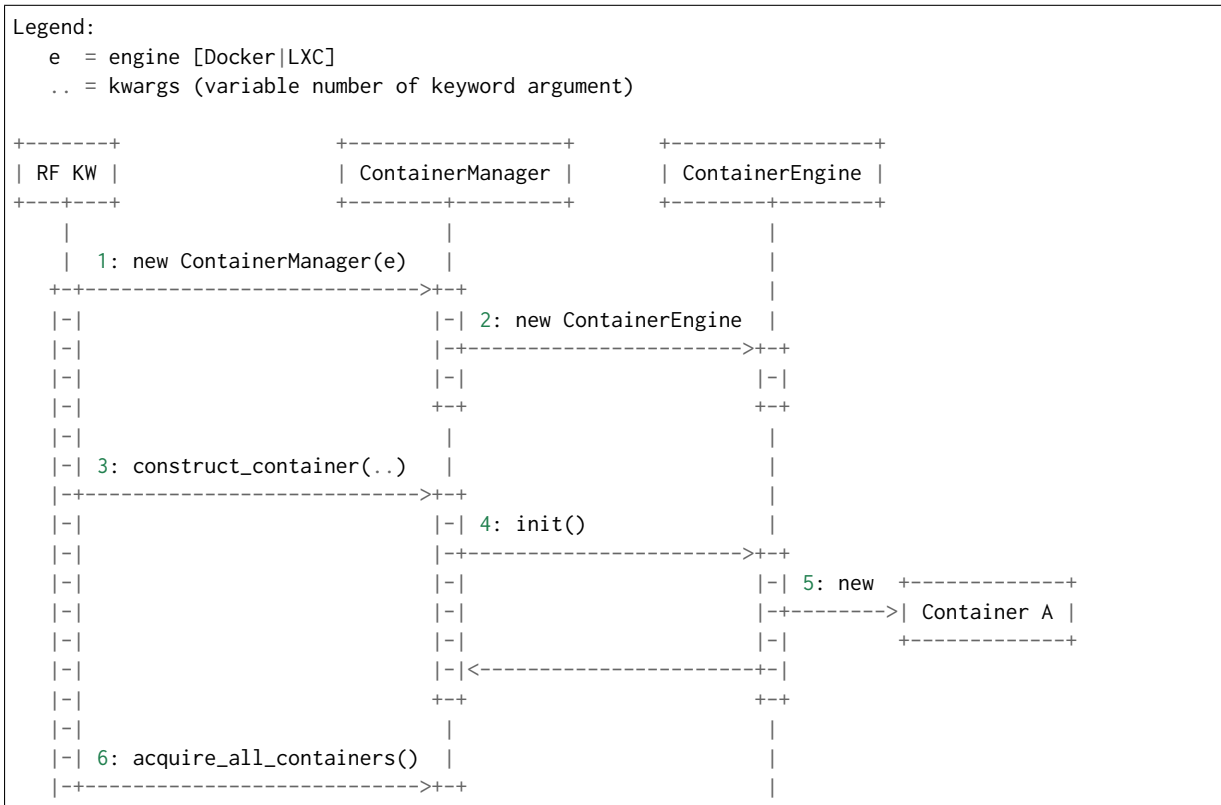 Legend:
   e  = engine [Docker|LXC]
   .. = kwargs (variable number of keyword argument)

+-------+                  +-------------------+       +-----------------+
| RF KW |                  | ContainerManager |       | ContainerEngine |
+---+---+                  +--------+---------+       +--------+--------+
    |                               |                          |
    |  1: new ContainerManager(e)   |                          |
   +-+---------------------------->+-+                         |
   |-|                             |-| 2: new ContainerEngine  |
   |-|                             |-+----------------------->+-+
   |-|                             |-|                        |-|
   |-|                             +-+                        +-+
   |-|                              |                          |
   |-| 3: construct_container(..)   |                          |
   |-+---------------------------->+-+                         |
   |-|                             |-| 4: init()               |
   |-|                             |-+----------------------->+-+
   |-|                             |-|                        |-| 5: new  +-------------+
   |-|                             |-|                        |-+-------->| Container A |
   |-|                             |-|                        |-|         +-------------+
   |-|                             |-|<-----------------------+-|
   |-|                             +-+                        +-+
   |-|                              |                          |
   |-| 6: acquire_all_containers()  |                          |
   |-+---------------------------->+-+                         |